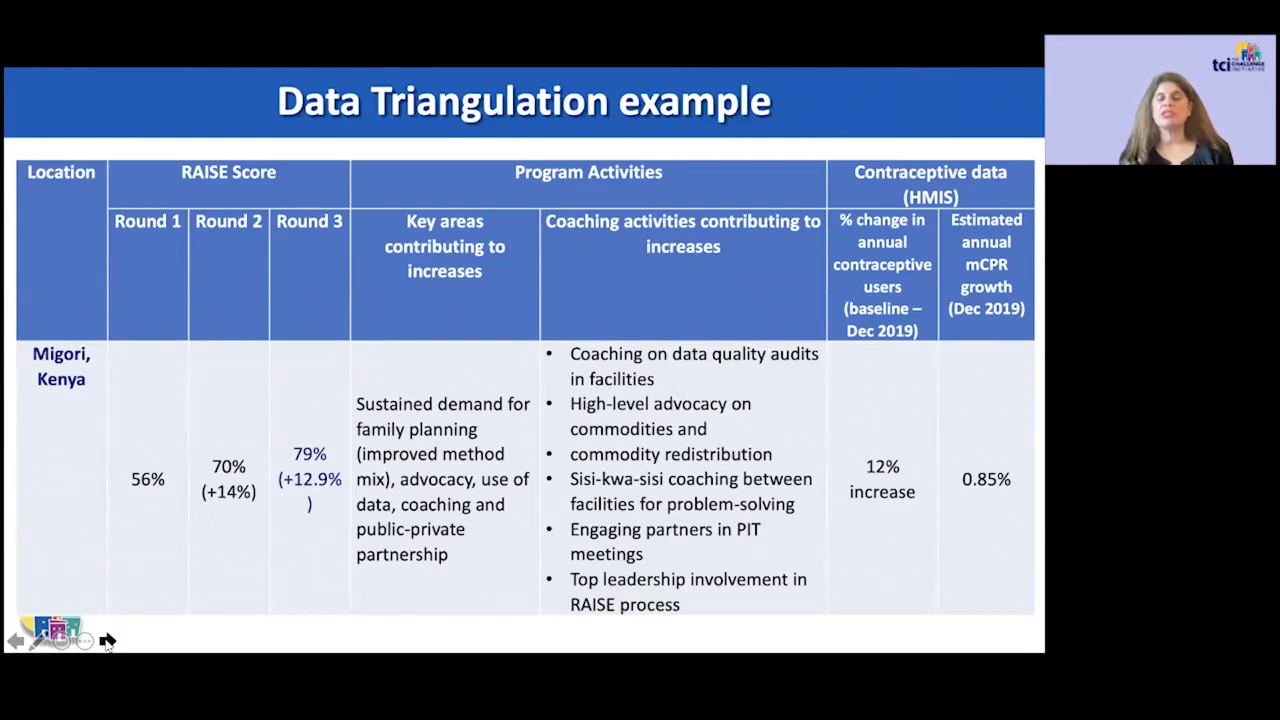 Data Triangulation example
Location
RAISE Score
Program Activities
Contraceptive data
(HMIS)
Round 1
Round 2
Round 3
Key areas
contributing to
increases
Coaching activities contributing to
increases
% change in
annual
contraceptive
users
(baseline –
Dec 2019)
Estimated
annual
mCPR
growth
(Dec 2019)
Migori,
Kenya
56%
70%
(+14%)
79%
(+12.9%
)
Sustained demand for
family planning
(improved method
mix), advocacy, use of
data, coaching and
public-private
partnership
• Coaching on data quality audits
in facilities
• High-level advocacy on
commodities and
• commodity redistribution
• Sisi-kwa-sisi coaching between
facilities for problem-solving
• Engaging partners in PIT
meetings
• Top leadership involvement in
RAISE process
12%
increase
0.85%
tci THE
CHALLENGE
INITIATIVE